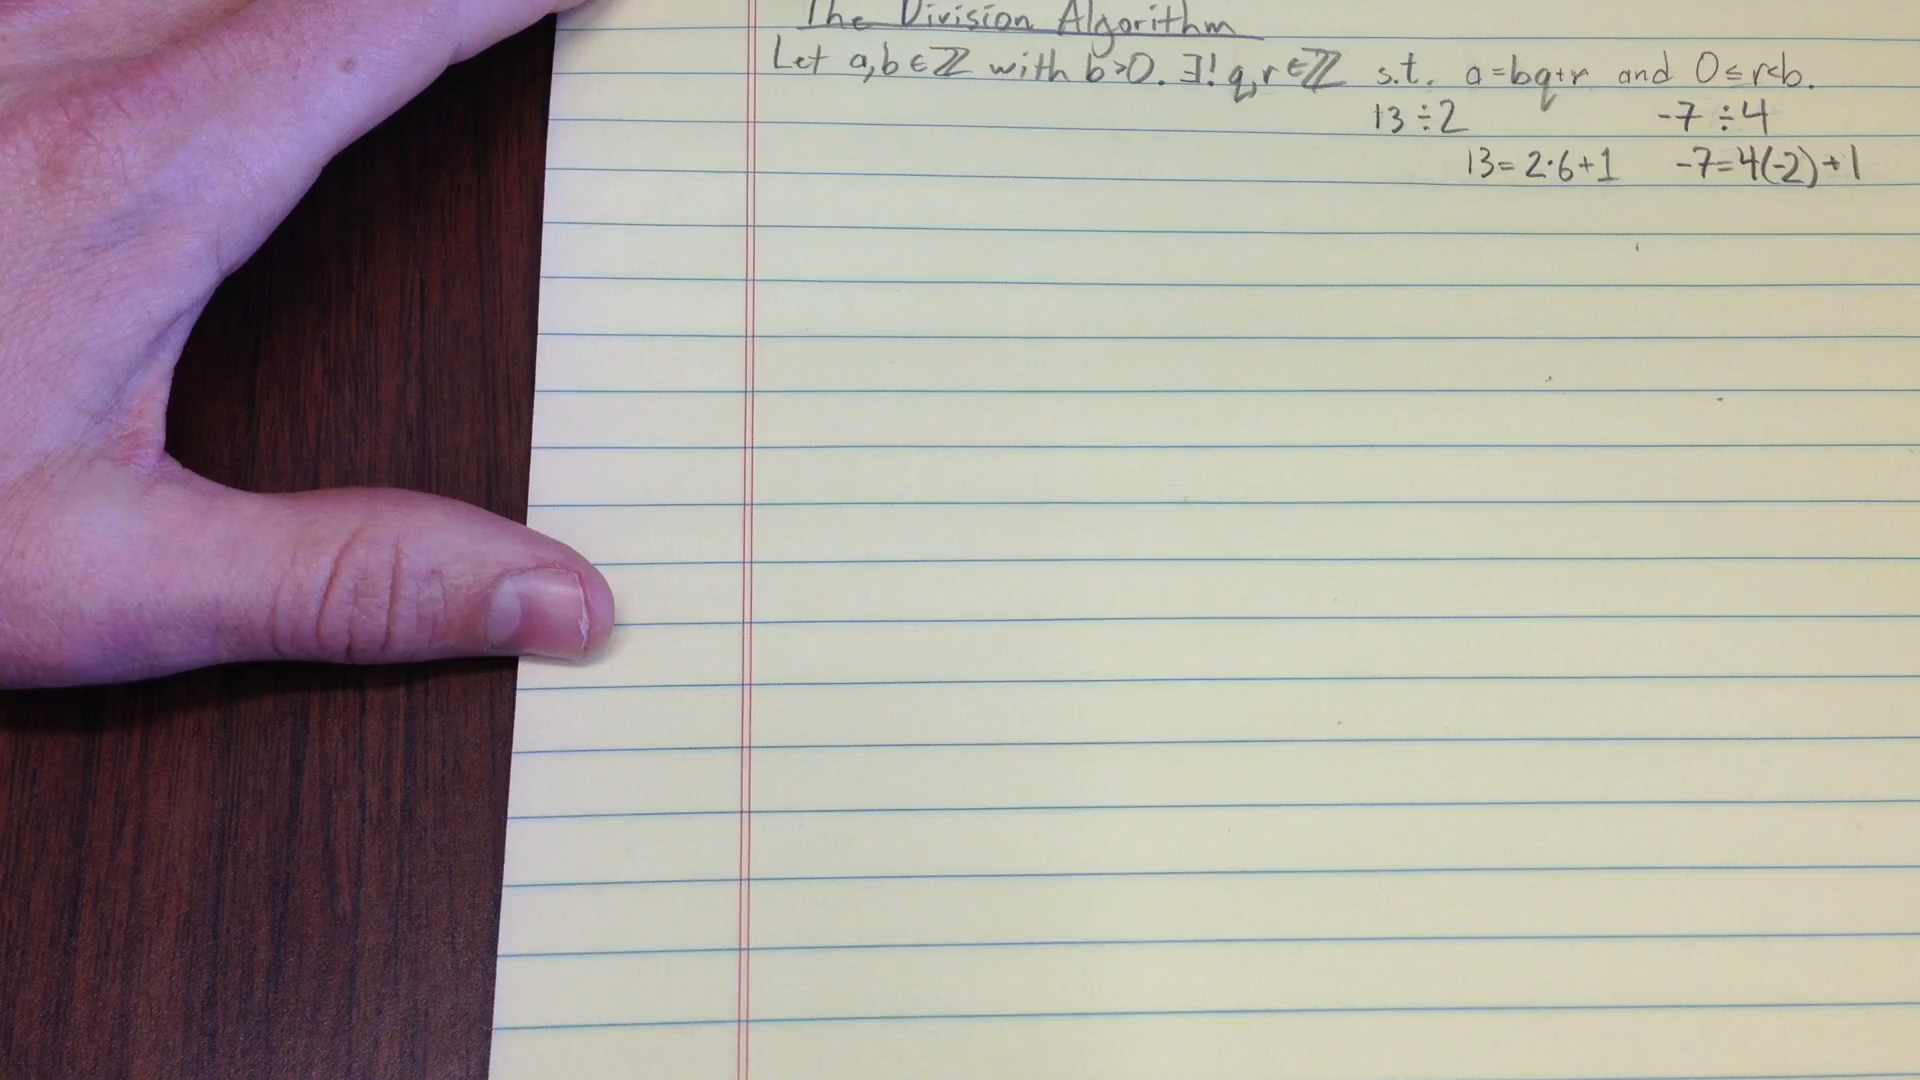 The Division Algorithm
Let a,b∈ℤ with b>0. ∃! q,r∈ℤ s.t. a=bq+r and 0≤r<b.
13÷2 -7÷4
13=2·6+1 -7=4(-2)+1